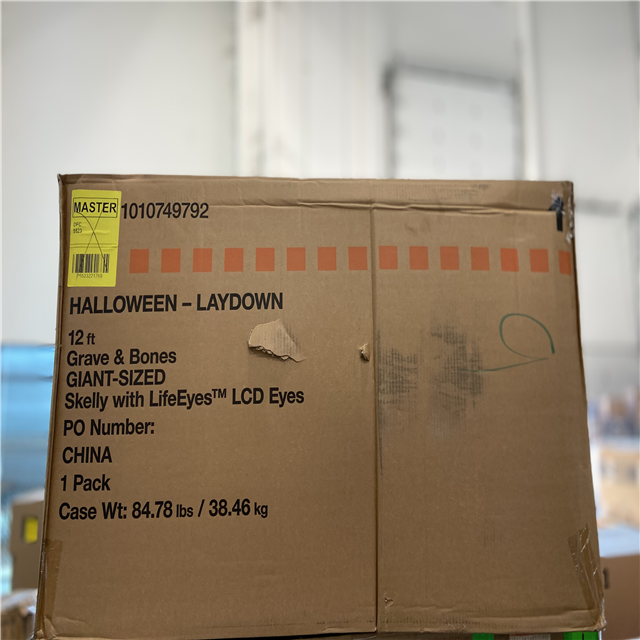 MASTER 1010749792
HALLOWEEN – LAYDOWN
12 ft
Grave & Bones
GIANT-SIZED
Skelly with LifeEyes™ LCD Eyes
PO Number:
CHINA
1 Pack
Case Wt: 84.78 lbs / 38.46 kg